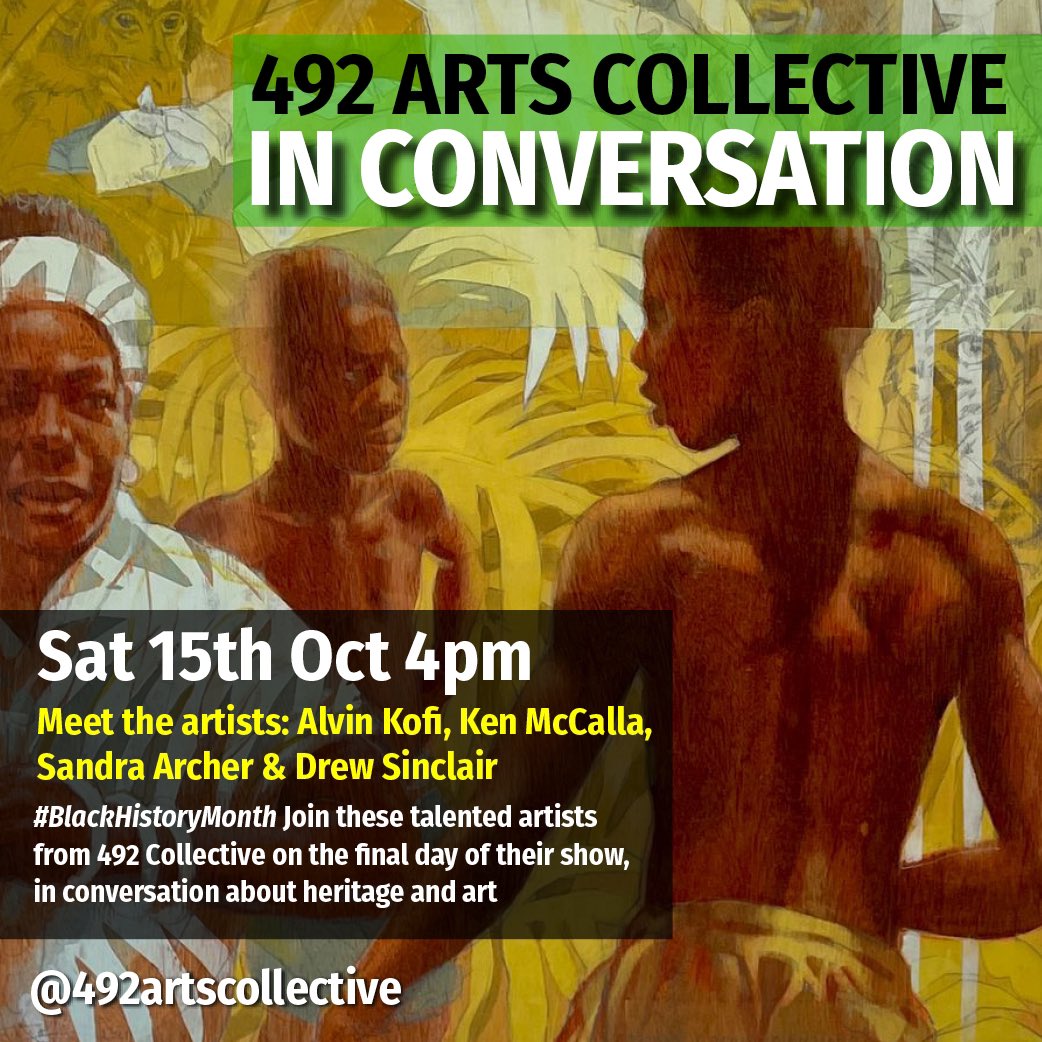 492 ARTS COLLECTIVE
IN CONVERSATION
Sat 15th Oct 4pm
Meet the artists: Alvin Kofi, Ken McCalla,
Sandra Archer & Drew Sinclair
#BlackHistoryMonth Join these talented artists
from 492 Collective on the final day of their show,
in conversation about heritage and art
@492artscollective